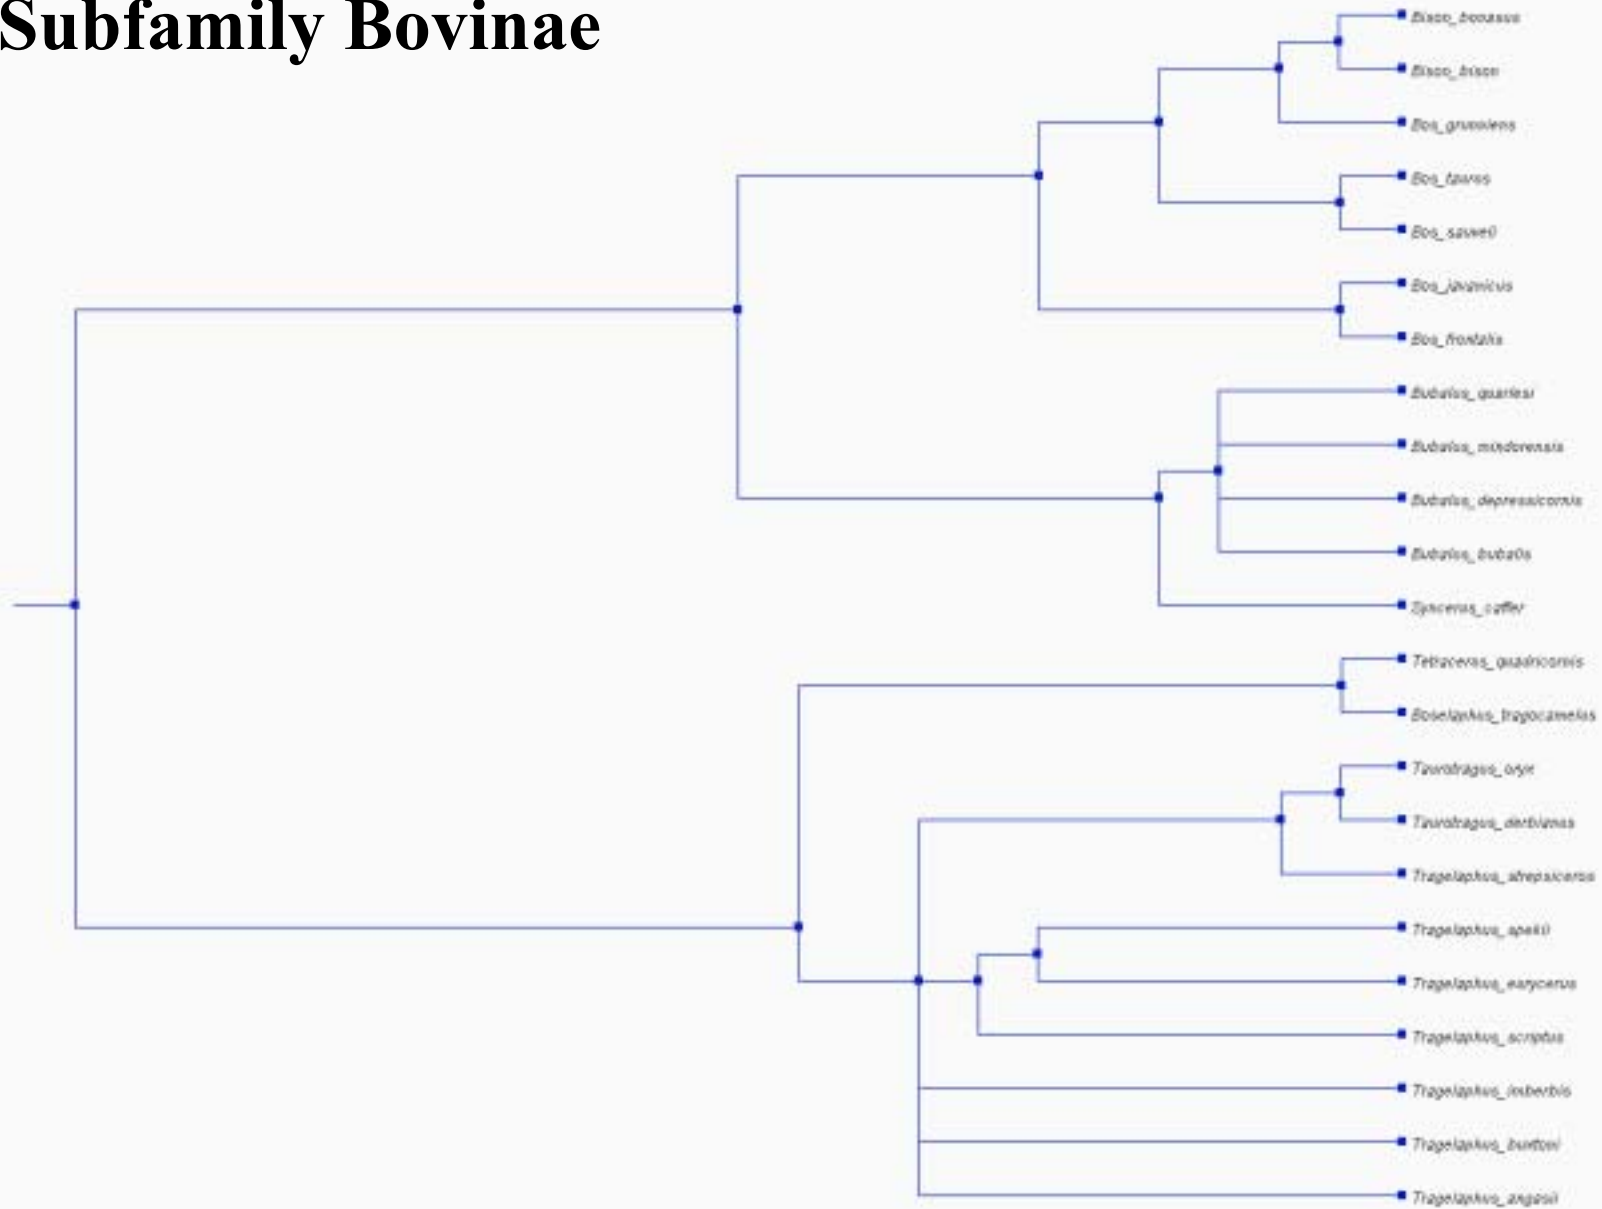 Subfamily Bovinae
Bison_bonasus
Bison_bison
Bos_grunniens
Bos_taurus
Bos_sauveli
Bos_javanicus
Bos_frontalis
Bubalus_quarlesi
Bubalus_mindorensis
Bubalus_depressicornis
Bubalus_bubalis
Syncerus_caffer
Tetracerus_quadricornis
Boselaphus_tragocamelus
Taurotragus_oryx
Taurotragus_derbianus
Tragelaphus_strepsiceros
Tragelaphus_spekii
Tragelaphus_eurycerus
Tragelaphus_scriptus
Tragelaphus_imberbis
Tragelaphus_buxtoni
Tragelaphus_angasii